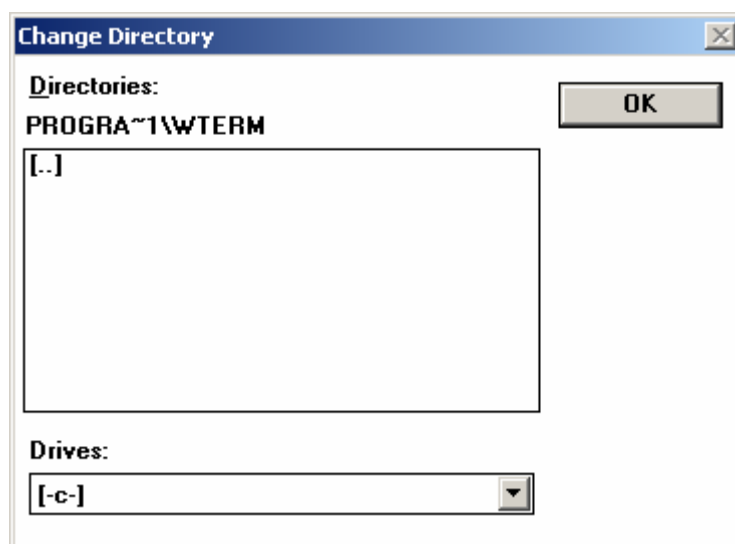 Change Directory
Directories:
OK
PROGRA~1\WTERM
[..]
Drives:
[-c-]